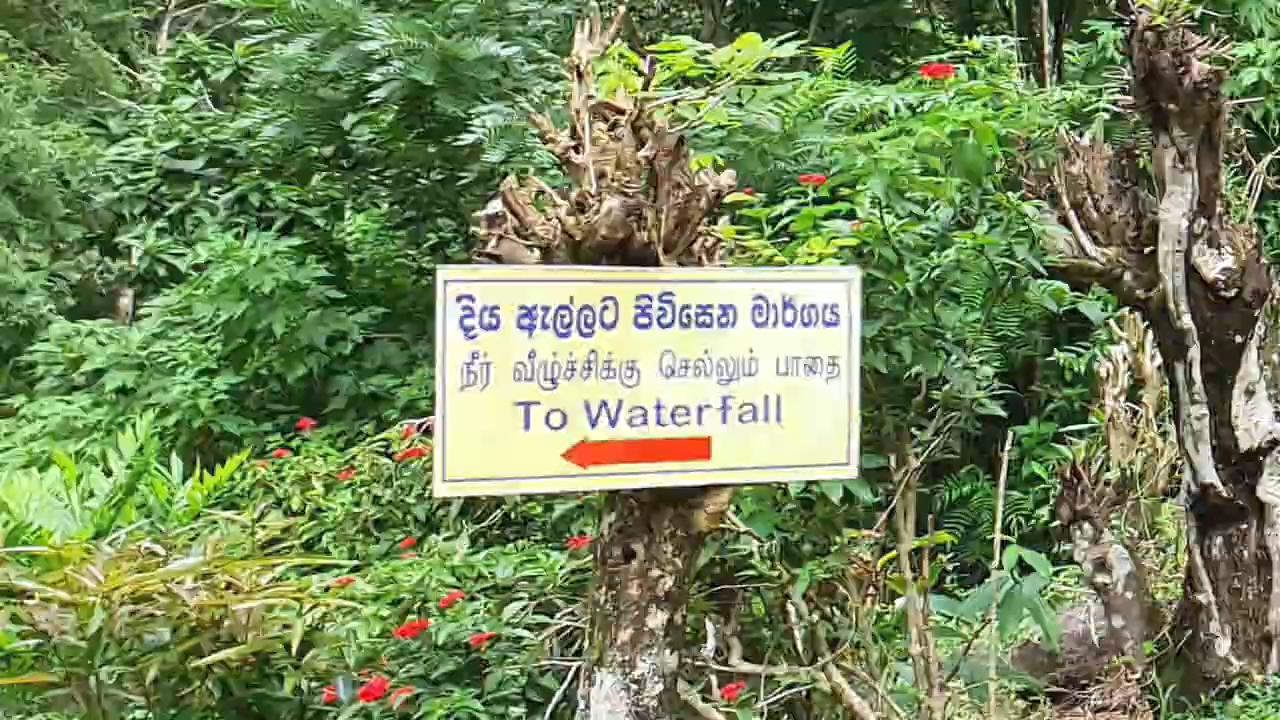 දිය ඇල්ලට පිවිසෙන මාර්ගය
நீர் வீழ்ச்சிக்கு செல்லும் பாதை
To Waterfall